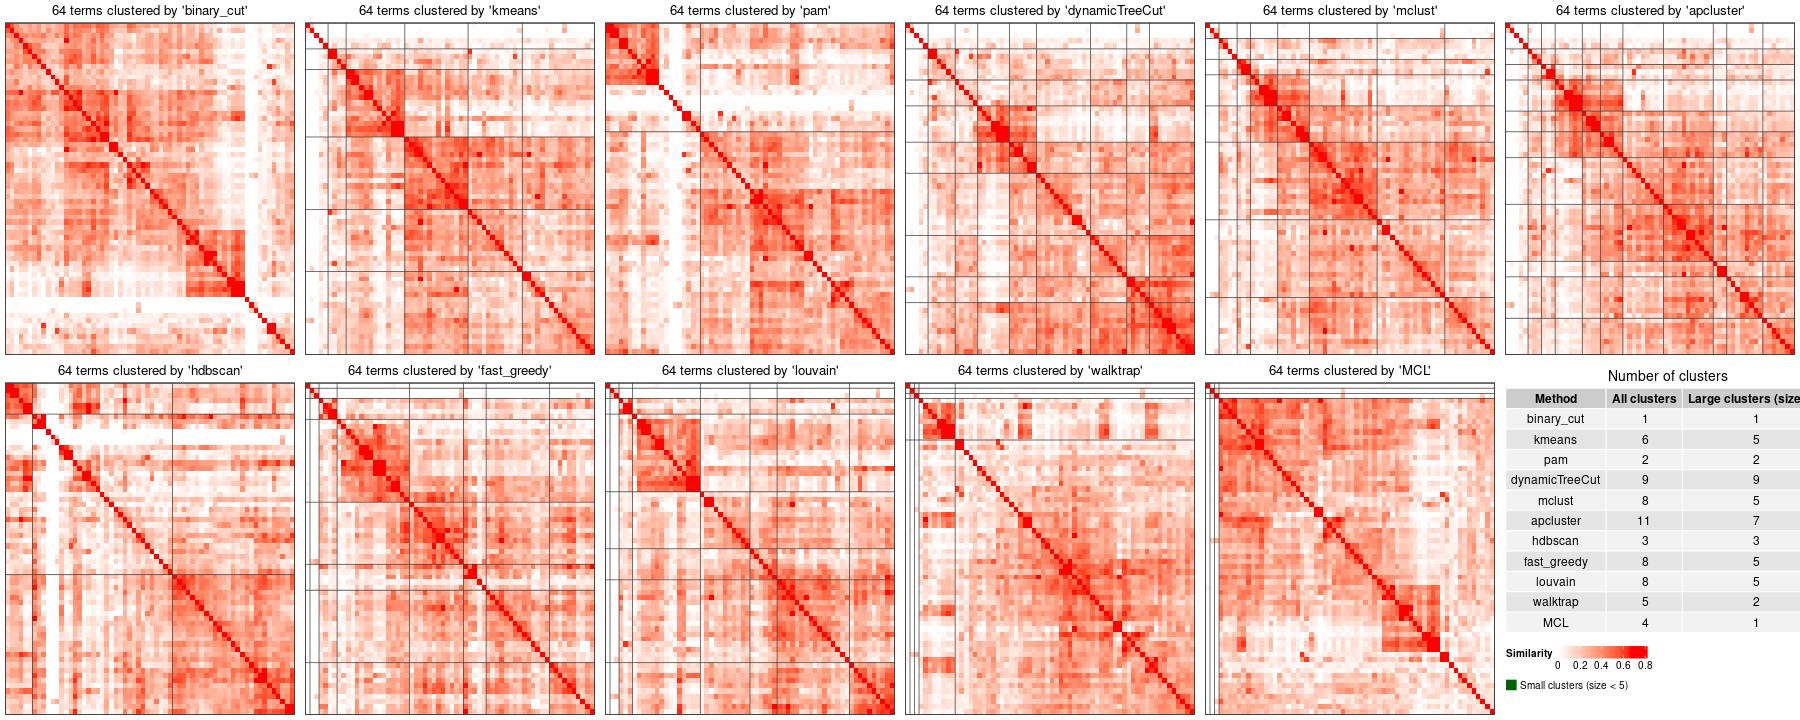 64 terms clustered by 'binary_cut'
64 terms clustered by 'kmeans'
64 terms clustered by 'pam'
64 terms clustered by 'dynamicTreeCut'
64 terms clustered by 'mclust'
64 terms clustered by 'apcluster'
64 terms clustered by 'hdbscan'
64 terms clustered by 'fast_greedy'
64 terms clustered by 'louvain'
64 terms clustered by 'walktrap'
64 terms clustered by 'MCL'
Number of clusters
Method All clusters Large clusters (size
binary_cut 1 1
kmeans 6 5
pam 2 2
dynamicTreeCut 9 9
mclust 8 5
apcluster 11 7
hdbscan 3 3
fast_greedy 8 5
louvain 8 5
walktrap 5 2
MCL 4 1
Similarity
0 0.2 0.4 0.6 0.8
Small clusters (size < 5)